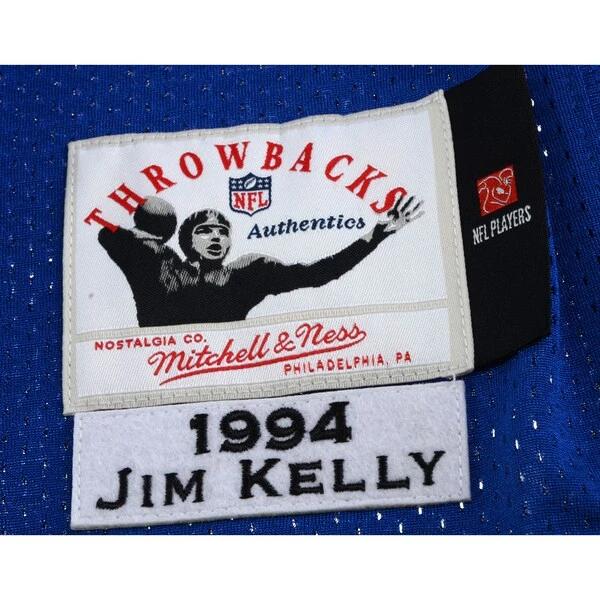 THROWBACKS
NFL
Authentics
NFL PLAYERS
NOSTALGIA CO.
Mitchell & Ness
PHILADELPHIA, PA
1994
JIM KELLY